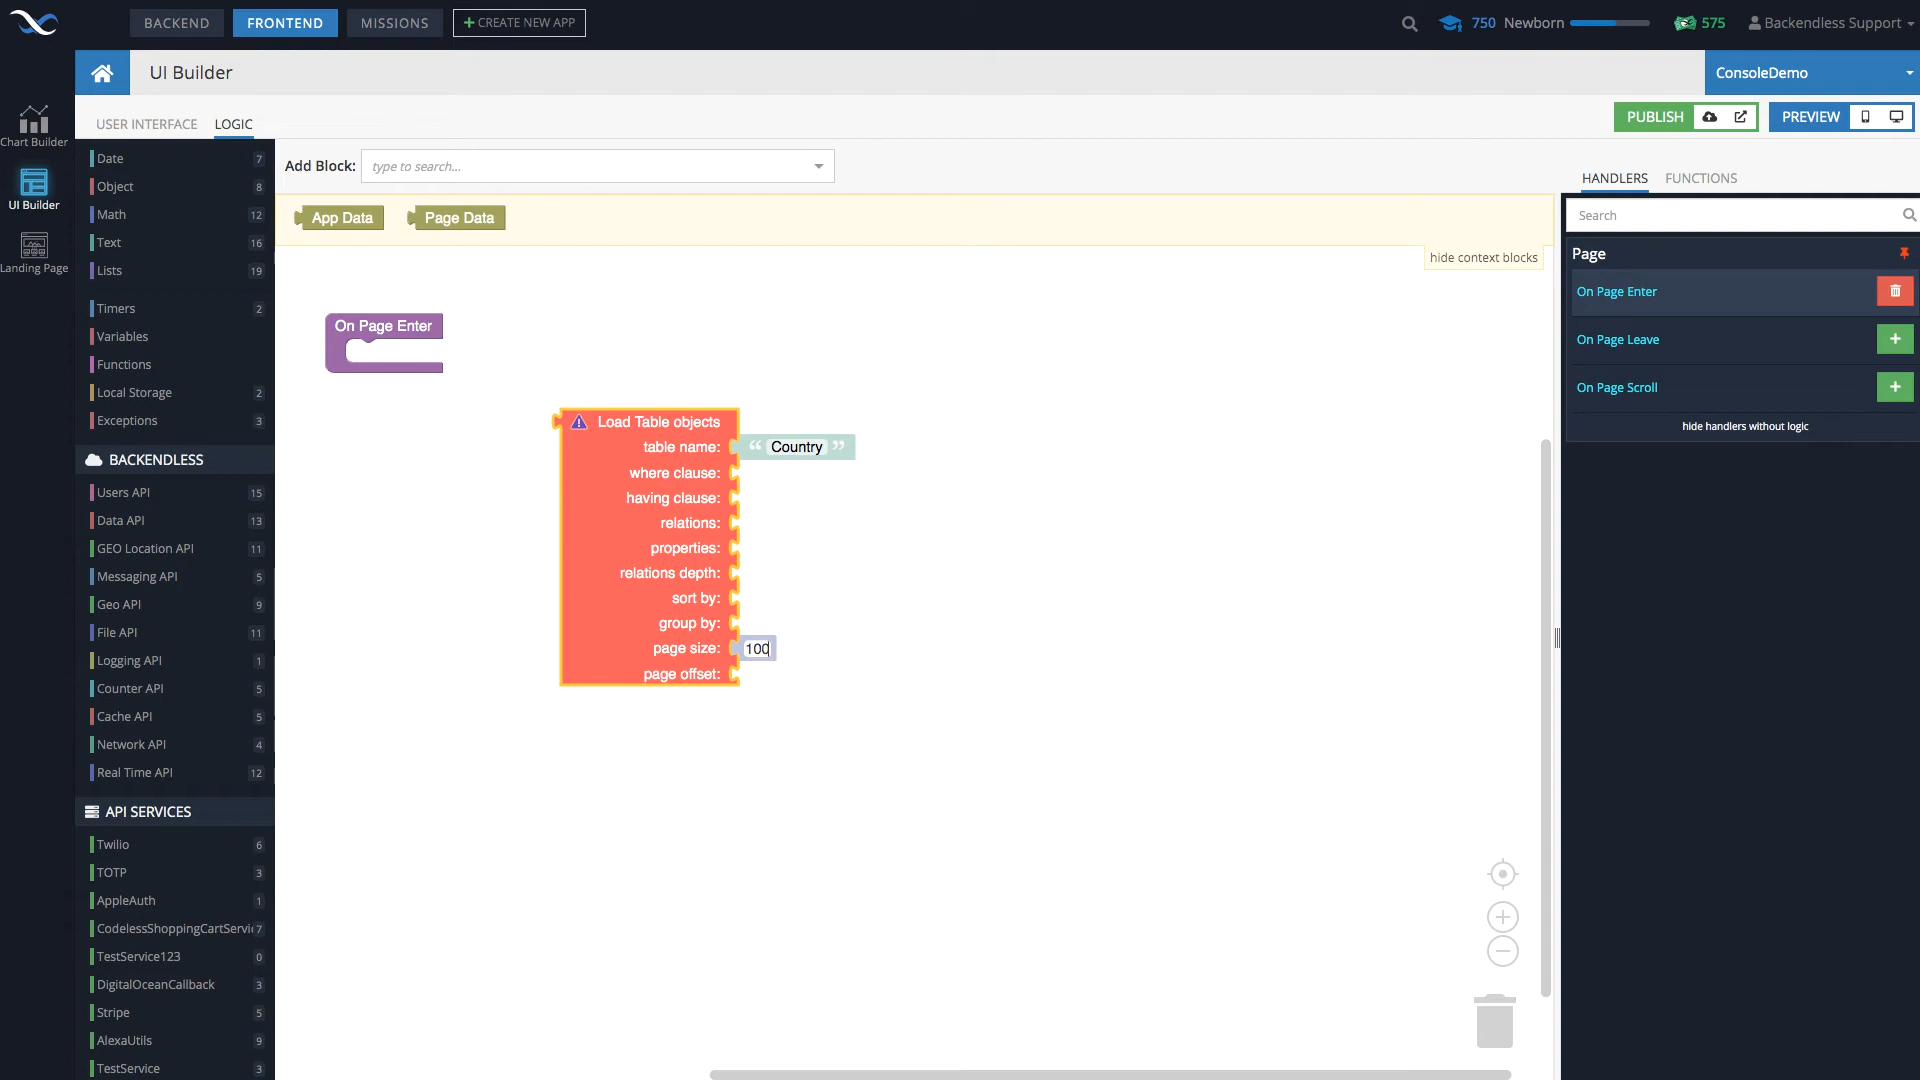 BACKEND
FRONTEND
MISSIONS
+ CREATE NEW APP
750 Newborn
575
Backendless Support
UI Builder
ConsoleDemo
USER INTERFACE
LOGIC
PUBLISH
PREVIEW
Chart Builder
UI Builder
Landing Page
Date 7
Object 8
Math 12
Text 16
Lists 19
Timers 2
Variables
Functions
Local Storage 2
Exceptions 3
BACKENDLESS
Users API 15
Data API 13
GEO Location API 11
Messaging API 5
Geo API 9
File API 11
Logging API 1
Counter API 5
Cache API 5
Network API 4
Real Time API 12
API SERVICES
Twilio 6
TOTP 3
AppleAuth 1
CodelessShoppingCartServi 7
TestService123 0
DigitalOceanCallback 3
Stripe 5
AlexaUtils 9
TestService 3
Add Block:
type to search...
App Data
Page Data
hide context blocks
On Page Enter
Load Table objects
table name: “ Country ”
where clause:
having clause:
relations:
properties:
relations depth:
sort by:
group by:
page size: 100
page offset:
HANDLERS
FUNCTIONS
Search
Page
On Page Enter
On Page Leave
On Page Scroll
hide handlers without logic